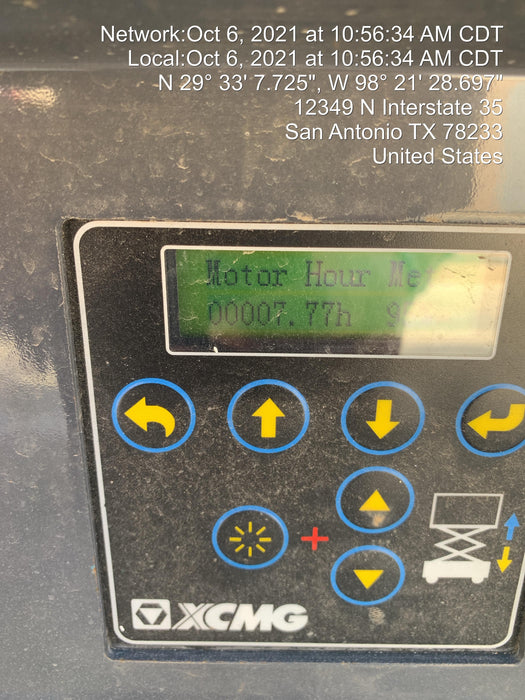 Network:Oct 6, 2021 at 10:56:34 AM CDT
Local:Oct 6, 2021 at 10:56:34 AM CDT
N 29° 33' 7.725", W 98° 21' 28.697"
12349 N Interstate 35
San Antonio TX 78233
United States
Motor Hour
00007.77h
XCMG